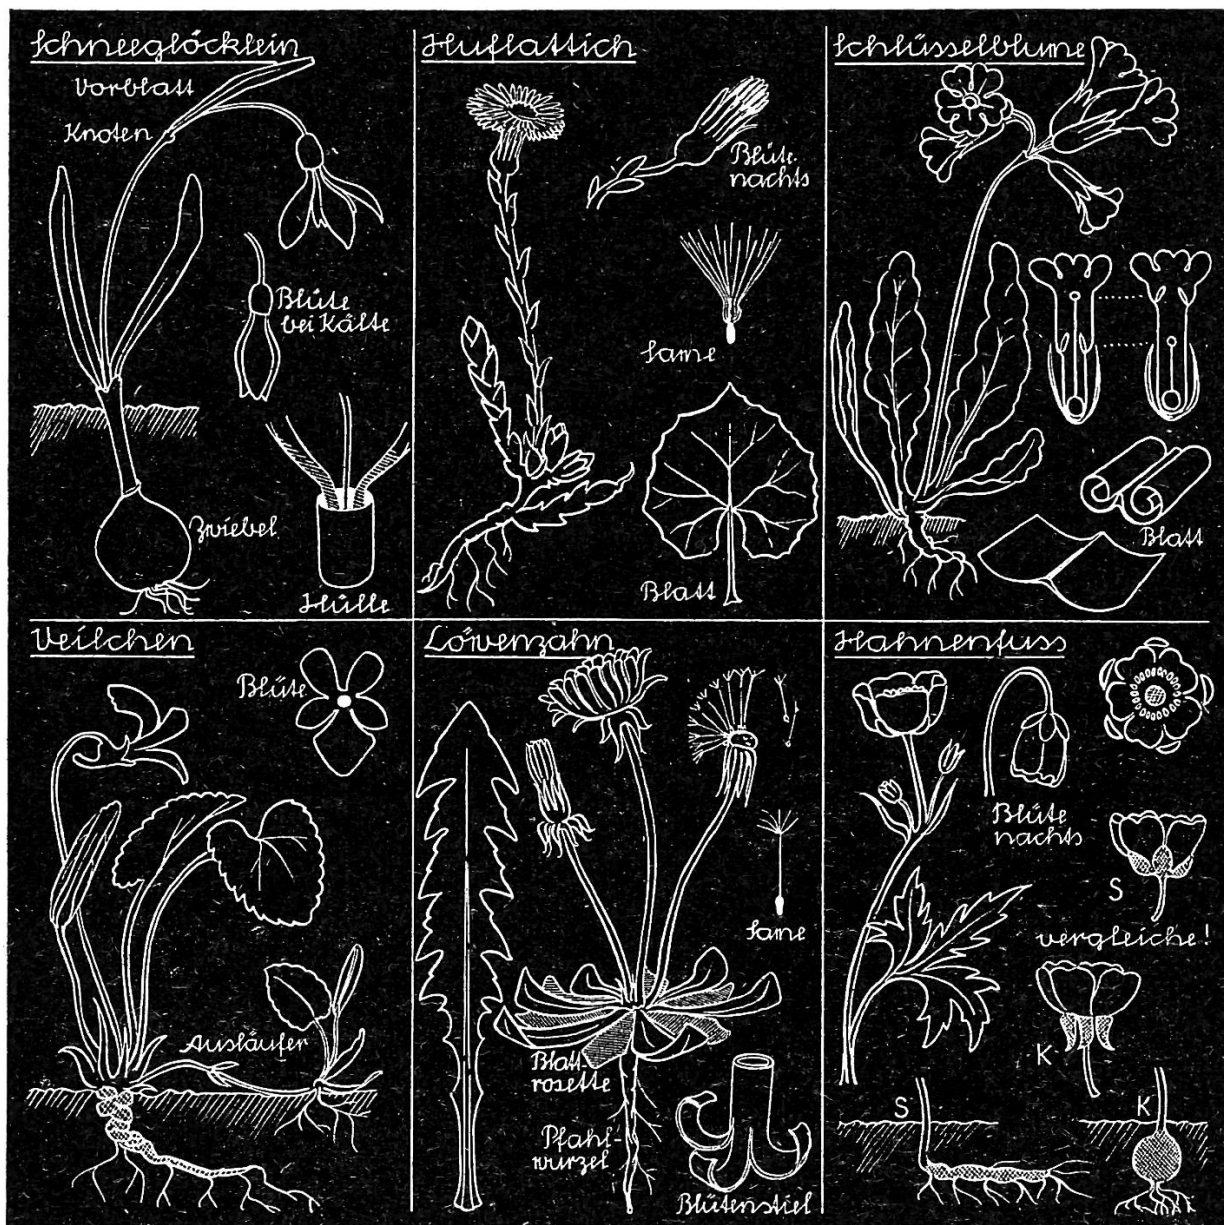 Schneeglöcklein
Vorblatt
Knoten
Blüte
bei Kälte
Zwiebel
Hülle
Huflattich
Blüte
nachts
Same
Blatt
Schlüsselblume
Blatt
Veilchen
Blüte
Ausläufer
Löwenzahn
Same
Blatt-
rosette
Pfahl-
wurzel
Blütenstiel
Hahnenfuss
Blüte
nachts
S
vergleiche!
K
S
K